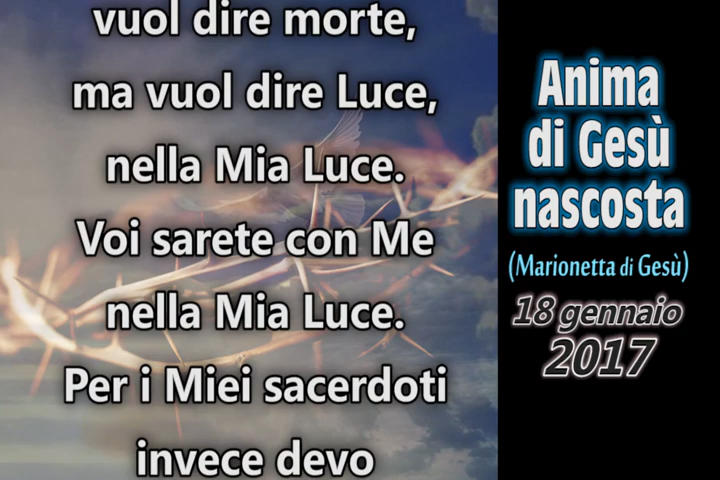 vuol dire morte,
ma vuol dire Luce,
nella Mia Luce.
Voi sarete con Me
nella Mia Luce.
Per i Miei sacerdoti
invece devo
Anima
di Gesù
nascosta
(Marionetta di Gesù)
18 gennaio
2017